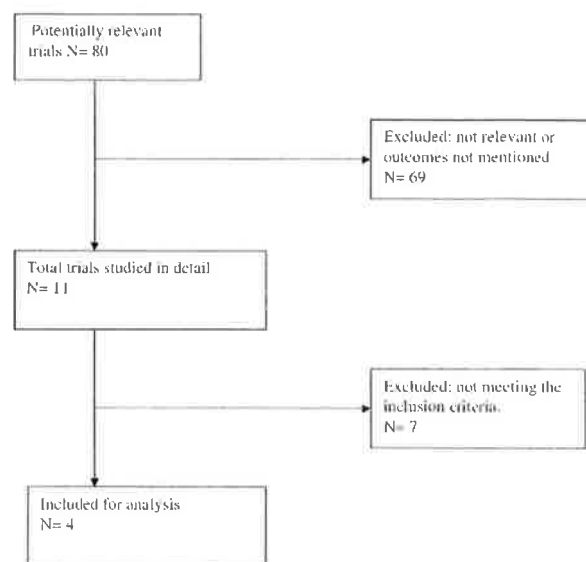 Potentially relevant
trials N= 80
Excluded: not relevant or
outcomes not mentioned
N= 69
Total trials studied in detail
N= 11
Excluded: not meeting the
inclusion criteria.
N= 7
Included for analysis
N= 4